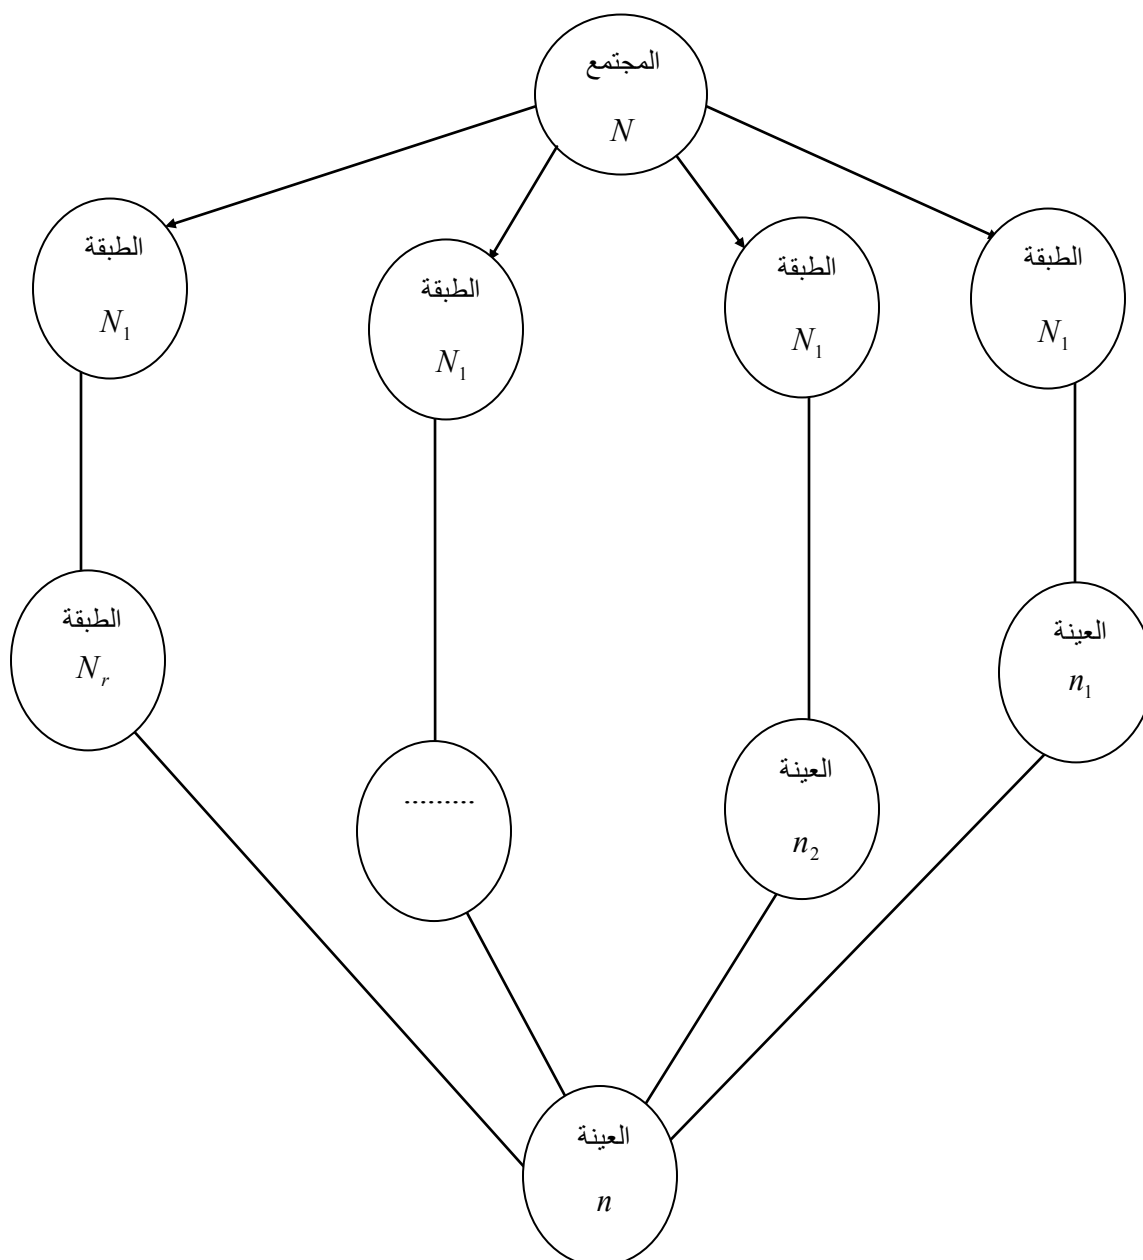 المجتمع
N
الطبقة
N₁
الطبقة
N₁
الطبقة
N₁
الطبقة
N₁
العينة
n₁
العينة
n₂
.........
الطبقة
Nᵣ
العينة
n